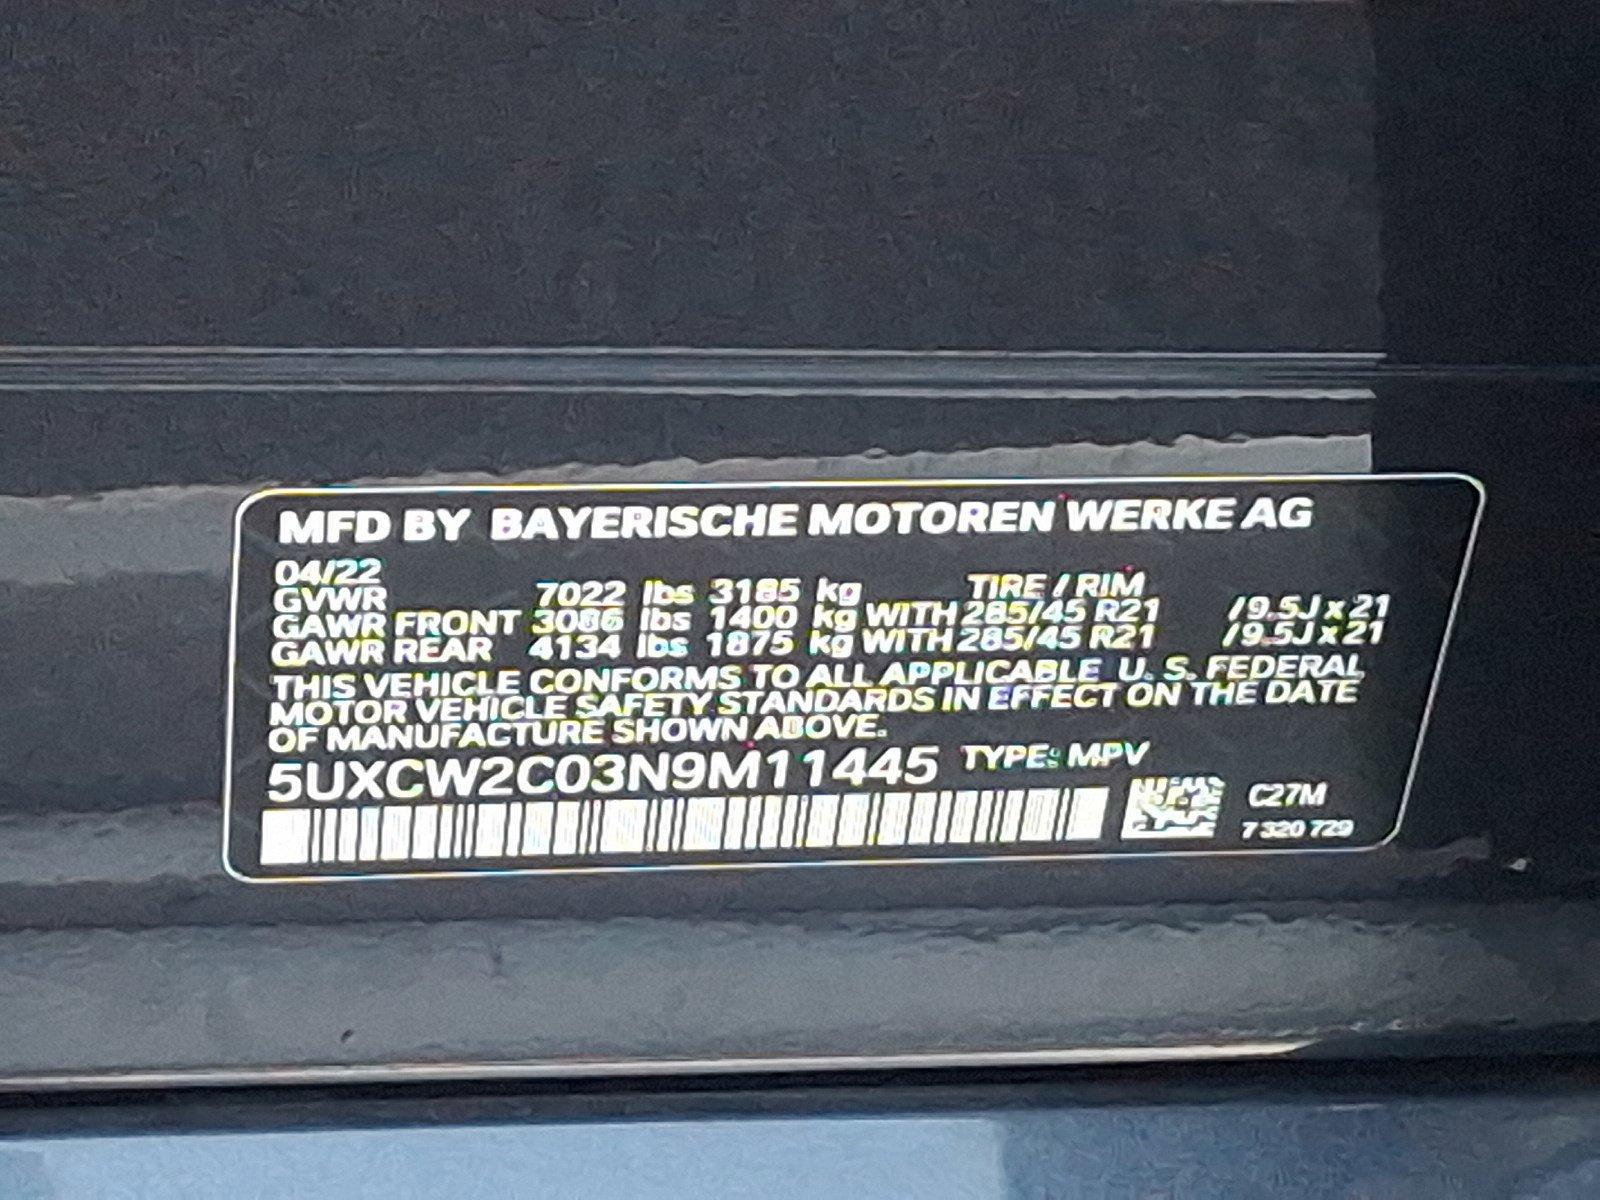 MFD BY BAYERISCHE MOTOREN WERKE AG
04/22
GVWR 7022 lbs 3185 kg TIRE / RIM
GAWR FRONT 3086 lbs 1400 kg WITH 285/45 R21 /9.5J x 21
GAWR REAR 4134 lbs 1875 kg WITH 285/45 R21 /9.5J x 21
THIS VEHICLE CONFORMS TO ALL APPLICABLE U. S. FEDERAL
MOTOR VEHICLE SAFETY STANDARDS IN EFFECT ON THE DATE
OF MANUFACTURE SHOWN ABOVE.
5UXCW2C03N9M11445 TYPE: MPV
C27M
7 320 729